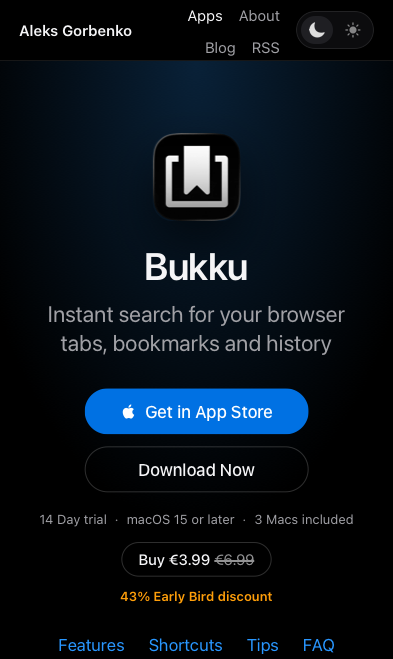 Aleks Gorbenko
Apps About
Blog RSS
Bukku
Instant search for your browser
tabs, bookmarks and history
Get in App Store
Download Now
14 Day trial · macOS 15 or later · 3 Macs included
Buy €3.99 €6.99
43% Early Bird discount
Features Shortcuts Tips FAQ